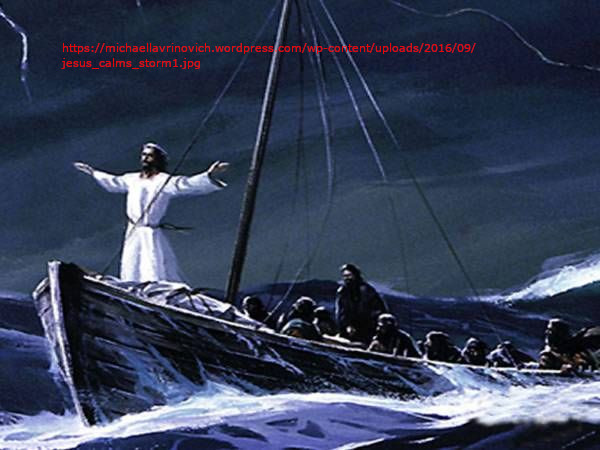 https://michaellavrinovich.wordpress.com/wp-content/uploads/2016/09/
jesus_calms_storm1.jpg